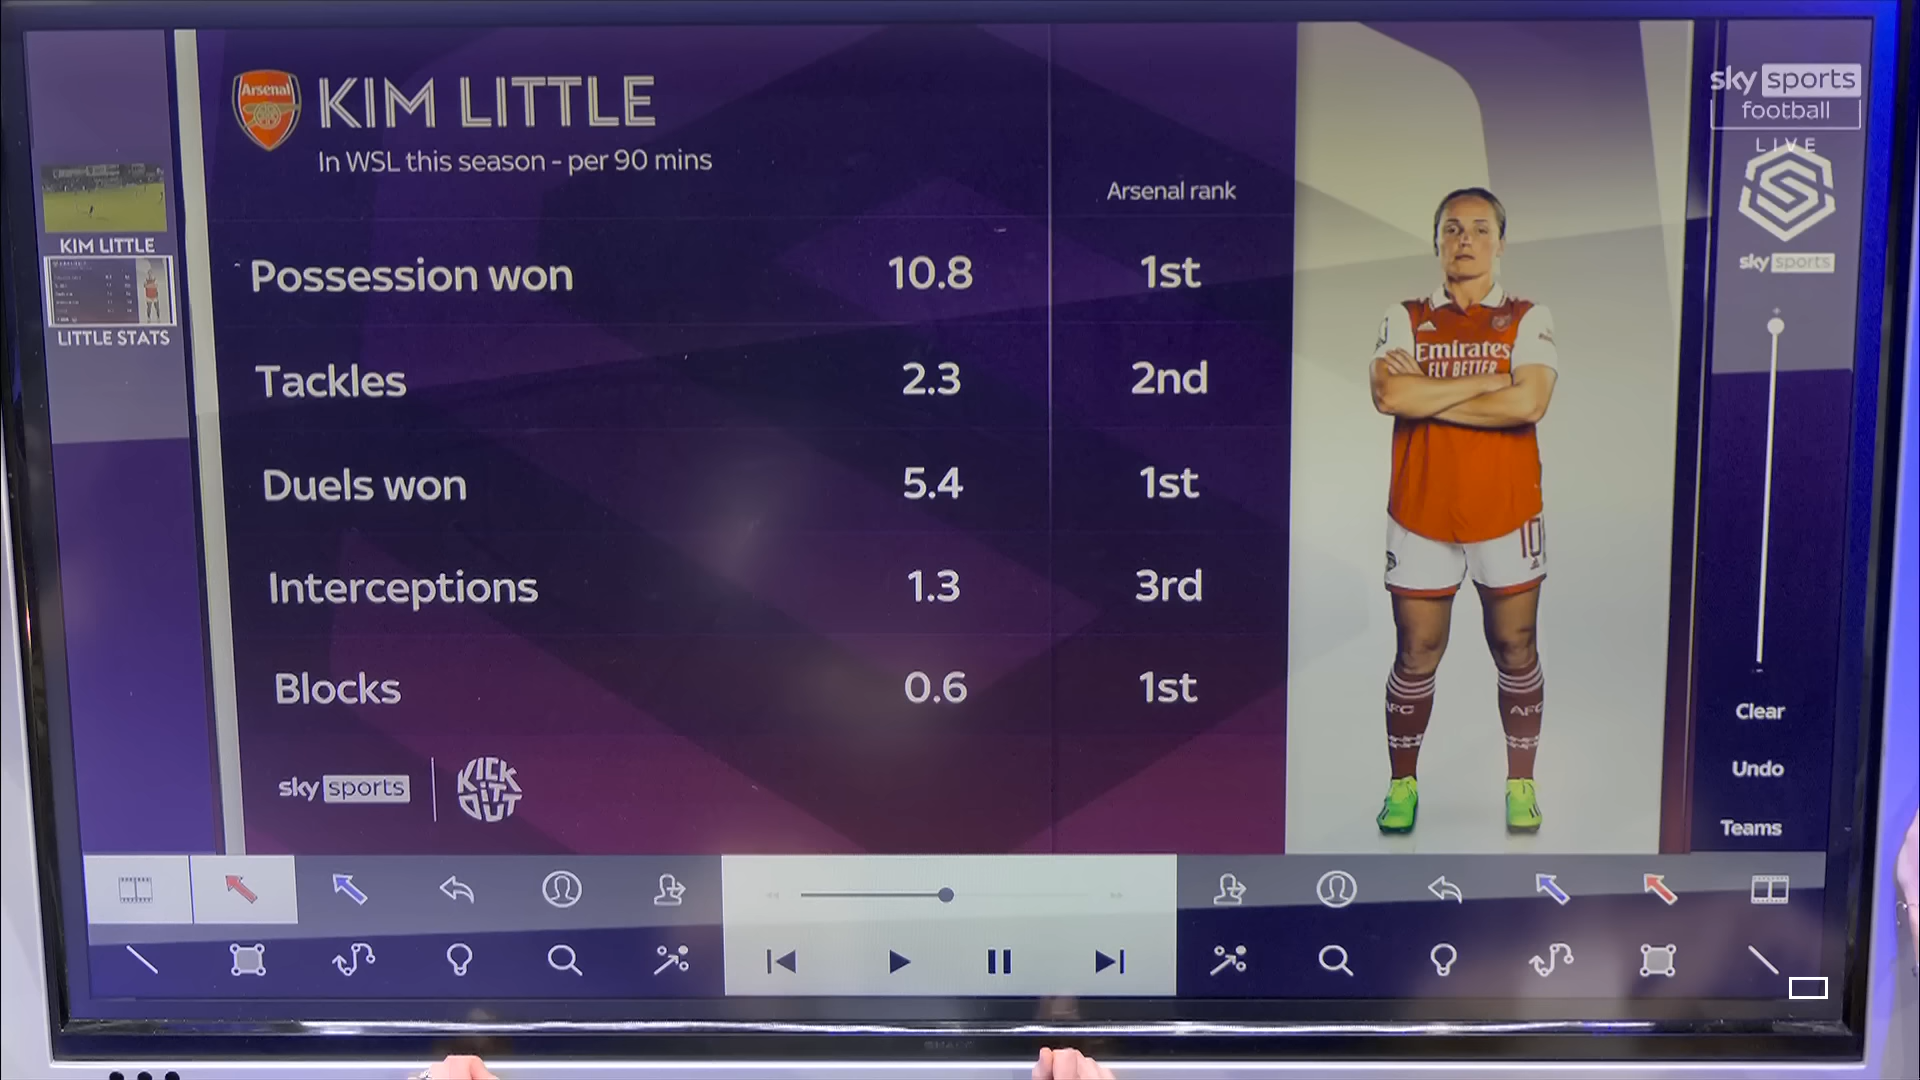 Arsenal
KIM LITTLE
In WSL this season - per 90 mins
Arsenal rank
Possession won 10.8 1st
Tackles 2.3 2nd
Duels won 5.4 1st
Interceptions 1.3 3rd
Blocks 0.6 1st
sky sports
KICK
IT
OUT
KIM LITTLE
LITTLE STATS
Emirates
FLY BETTER
10
AFC
AFC
sky sports
football
LIVE
sky sports
Clear
Undo
Teams